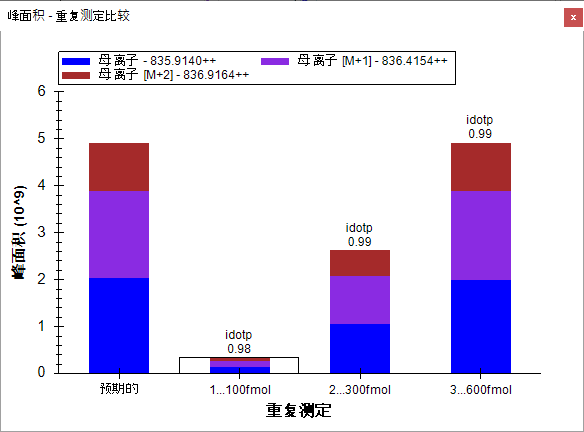 峰面积 - 重复测定比较
x
母离子 - 835.9140++ 母离子 [M+1] - 836.4154++
母离子 [M+2] - 836.9164++
6
5
4
3
2
1
0
峰面积 (10^9)
idotp
0.98
idotp
0.99
idotp
0.99
预期的 1...100fmol 2...300fmol 3...600fmol
重复测定